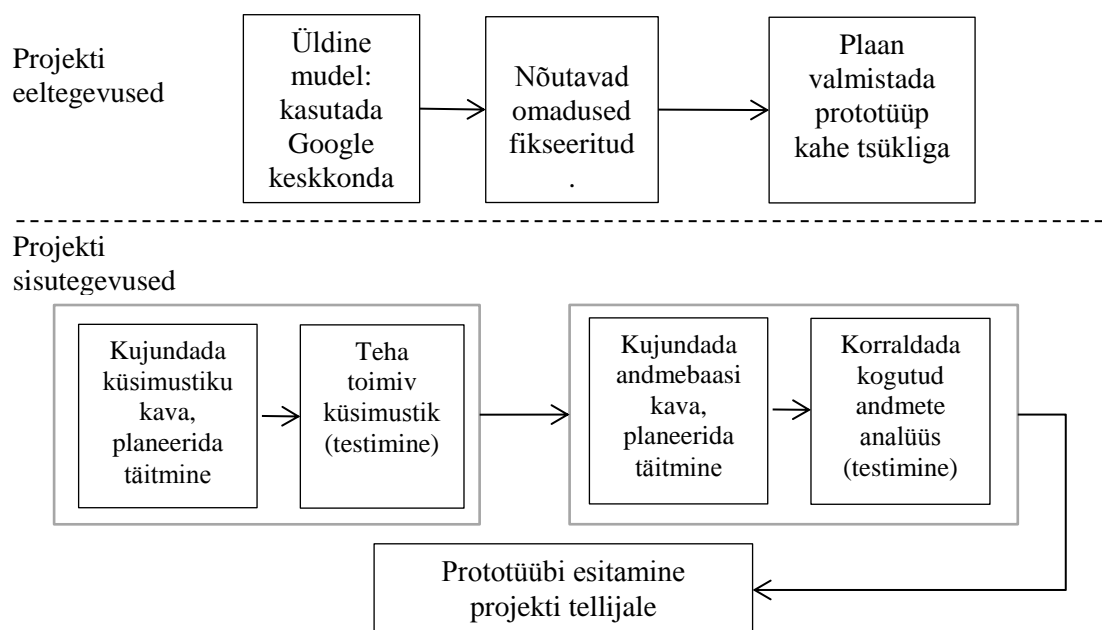 Projekti
eeltegevused
Üldine
mudel:
kasutada
Google
keskkonda
Nõutavad
omadused
fikseeritud
.
Plaan
valmistada
prototüüp
kahe tsükliga
Projekti
sisutegevused
Kujundada
küsimustiku
kava,
planeerida
täitmine
Teha
toimiv
küsimustik
(testimine)
Kujundada
andmebaasi
kava,
planeerida
täitmine
Korraldada
kogutud
andmete
analüüs
(testimine)
Prototüübi esitamine
projekti tellijale